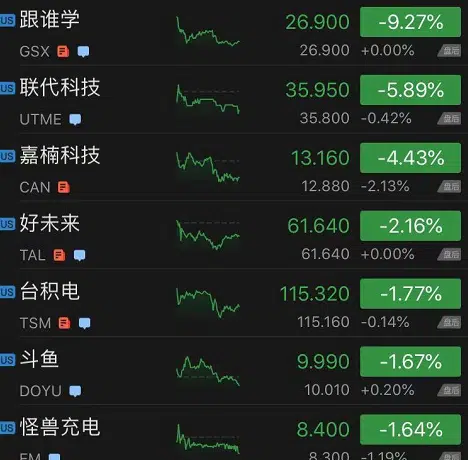 US 跟谁学 26.900 -9.27%
GSX 26.900 +0.00% 盘后
US 联代科技 35.950 -5.89%
UTME 35.800 -0.42% 盘后
US 嘉楠科技 13.160 -4.43%
CAN 12.880 -2.13% 盘后
US 好未来 61.640 -2.16%
TAL 61.640 +0.00% 盘后
US 台积电 115.320 -1.77%
TSM 115.160 -0.14% 盘后
US 斗鱼 9.990 -1.67%
DOYU 10.010 +0.20% 盘后
US 怪兽充电 8.400 -1.64%
EM 8.300 -1.19% 盘后